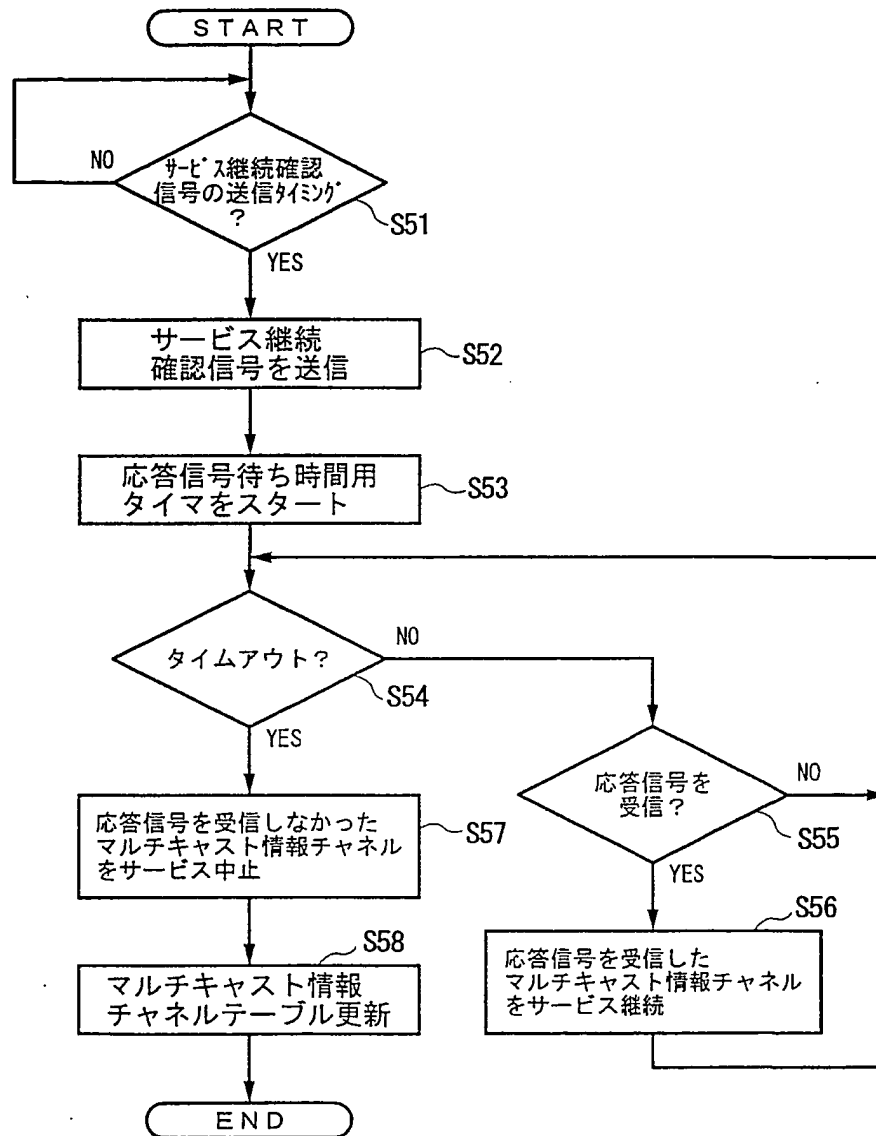 START
NO
サービス継続確認
信号の送信タイミング
?
S51
YES
サービス継続
確認信号を送信
S52
応答信号待ち時間用
タイマをスタート
S53
タイムアウト?
NO
S54
YES
応答信号を
受信?
NO
S55
YES
応答信号を受信しなかった
マルチキャスト情報チャネル
をサービス中止
S57
S56
応答信号を受信した
マルチキャスト情報チャネル
をサービス継続
S58
マルチキャスト情報
チャネルテーブル更新
END